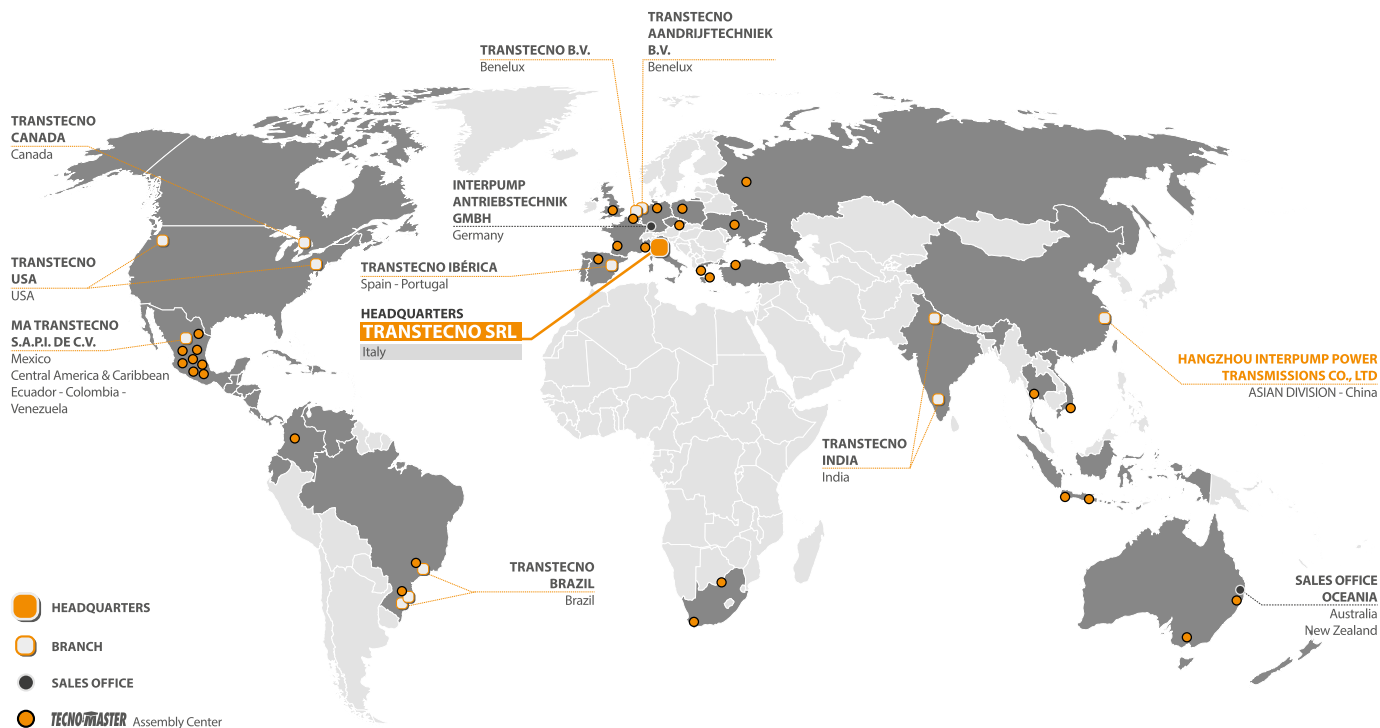 TRANSTECNO
AANDRIJFTECHNIEK
B.V.
Benelux
TRANSTECNO B.V.
Benelux
TRANSTECNO
CANADA
Canada
INTERPUMP
ANTRIEBSTECHNIK
GMBH
Germany
TRANSTECNO
USA
USA
TRANSTECNO IBÉRICA
Spain - Portugal
HEADQUARTERS
TRANSTECNO SRL
Italy
MA TRANSTECNO
S.A.P.I. DE C.V.
Mexico
Central America & Caribbean
Ecuador - Colombia -
Venezuela
HANGZHOU INTERPUMP POWER
TRANSMISSIONS CO., LTD
ASIAN DIVISION - China
TRANSTECNO
INDIA
India
TRANSTECNO
BRAZIL
Brazil
SALES OFFICE
OCEANIA
Australia
New Zealand
HEADQUARTERS
BRANCH
SALES OFFICE
TECNOMASTER Assembly Center